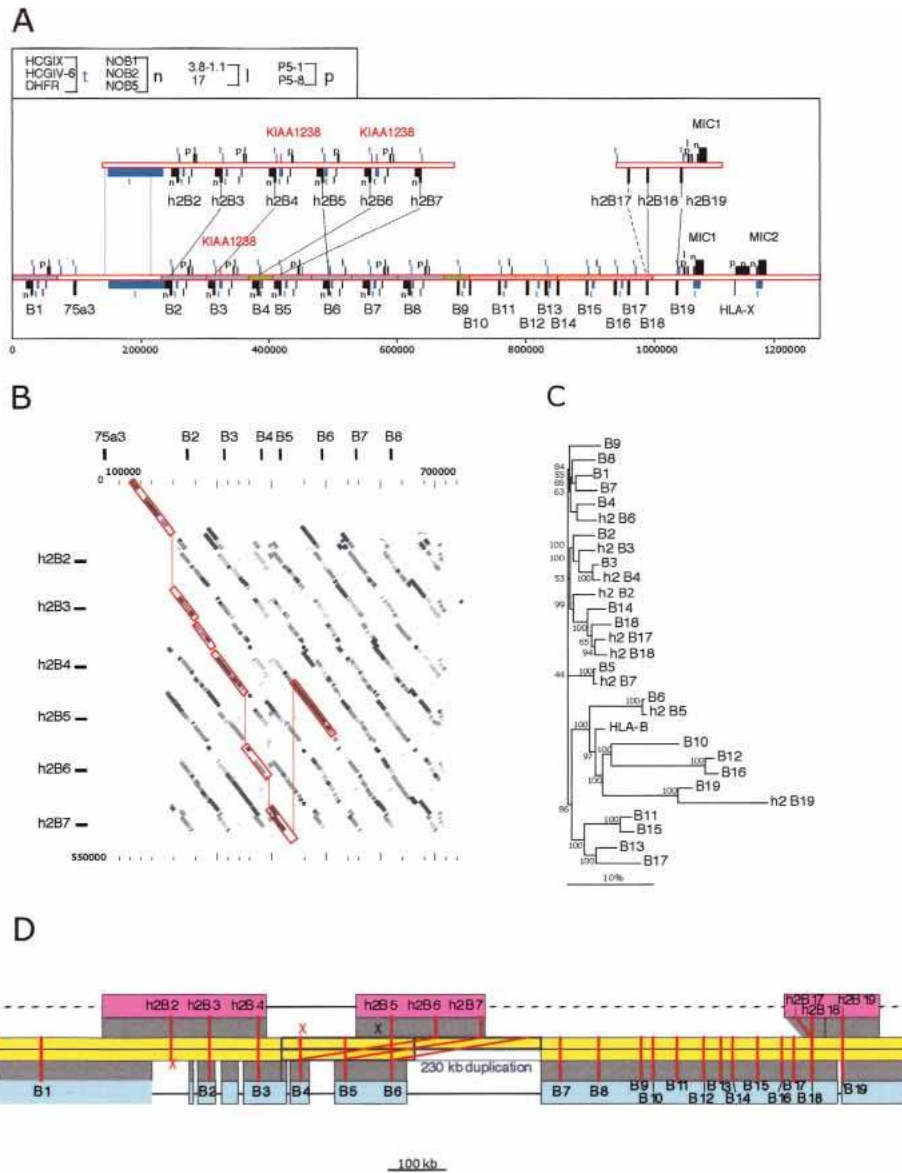 A
HCGIX
HCGIV-6
DHFR
t
NOB1
NOB2
NOB5
n
3.8-1.1
17
l
P5-1
P5-8
p
KIAA1238 KIAA1238
MIC1
h2B2 h2B3 h2B4 h2B5 h2B6 h2B7
h2B17 h2B18 h2B19
KIAA1238
MIC1 MIC2
B1 75a3 B2 B3 B4 B5 B6 B7 B8 B9 B10 B11 B12 B13 B14 B15 B16 B17 B18 B19 HLA-X
0 200000 400000 600000 800000 1000000 1200000
B
75a3 B2 B3 B4 B5 B6 B7 B8
0 100000 700000
h2B2
h2B3
h2B4
h2B5
h2B6
h2B7
550000
C
B9
B8
B1
B7
B4
h2 B6
B2
h2 B3
B3
h2 B4
h2 B2
B14
B18
h2 B17
h2 B18
B5
h2 B7
B6
h2 B5
HLA-B
B10
B12
B16
B19
h2 B19
B11
B15
B13
B17
10%
D
h2B2 h2B3 h2B4 h2B5 h2B6 h2B7 h2B17 h2B18 h2B19
X X
X
230 kb duplication
B1 B2 B3 B4 B5 B6 B7 B8 B9 B10 B11 B12 B13 B14 B15 B16 B17 B18 B19
100 kb